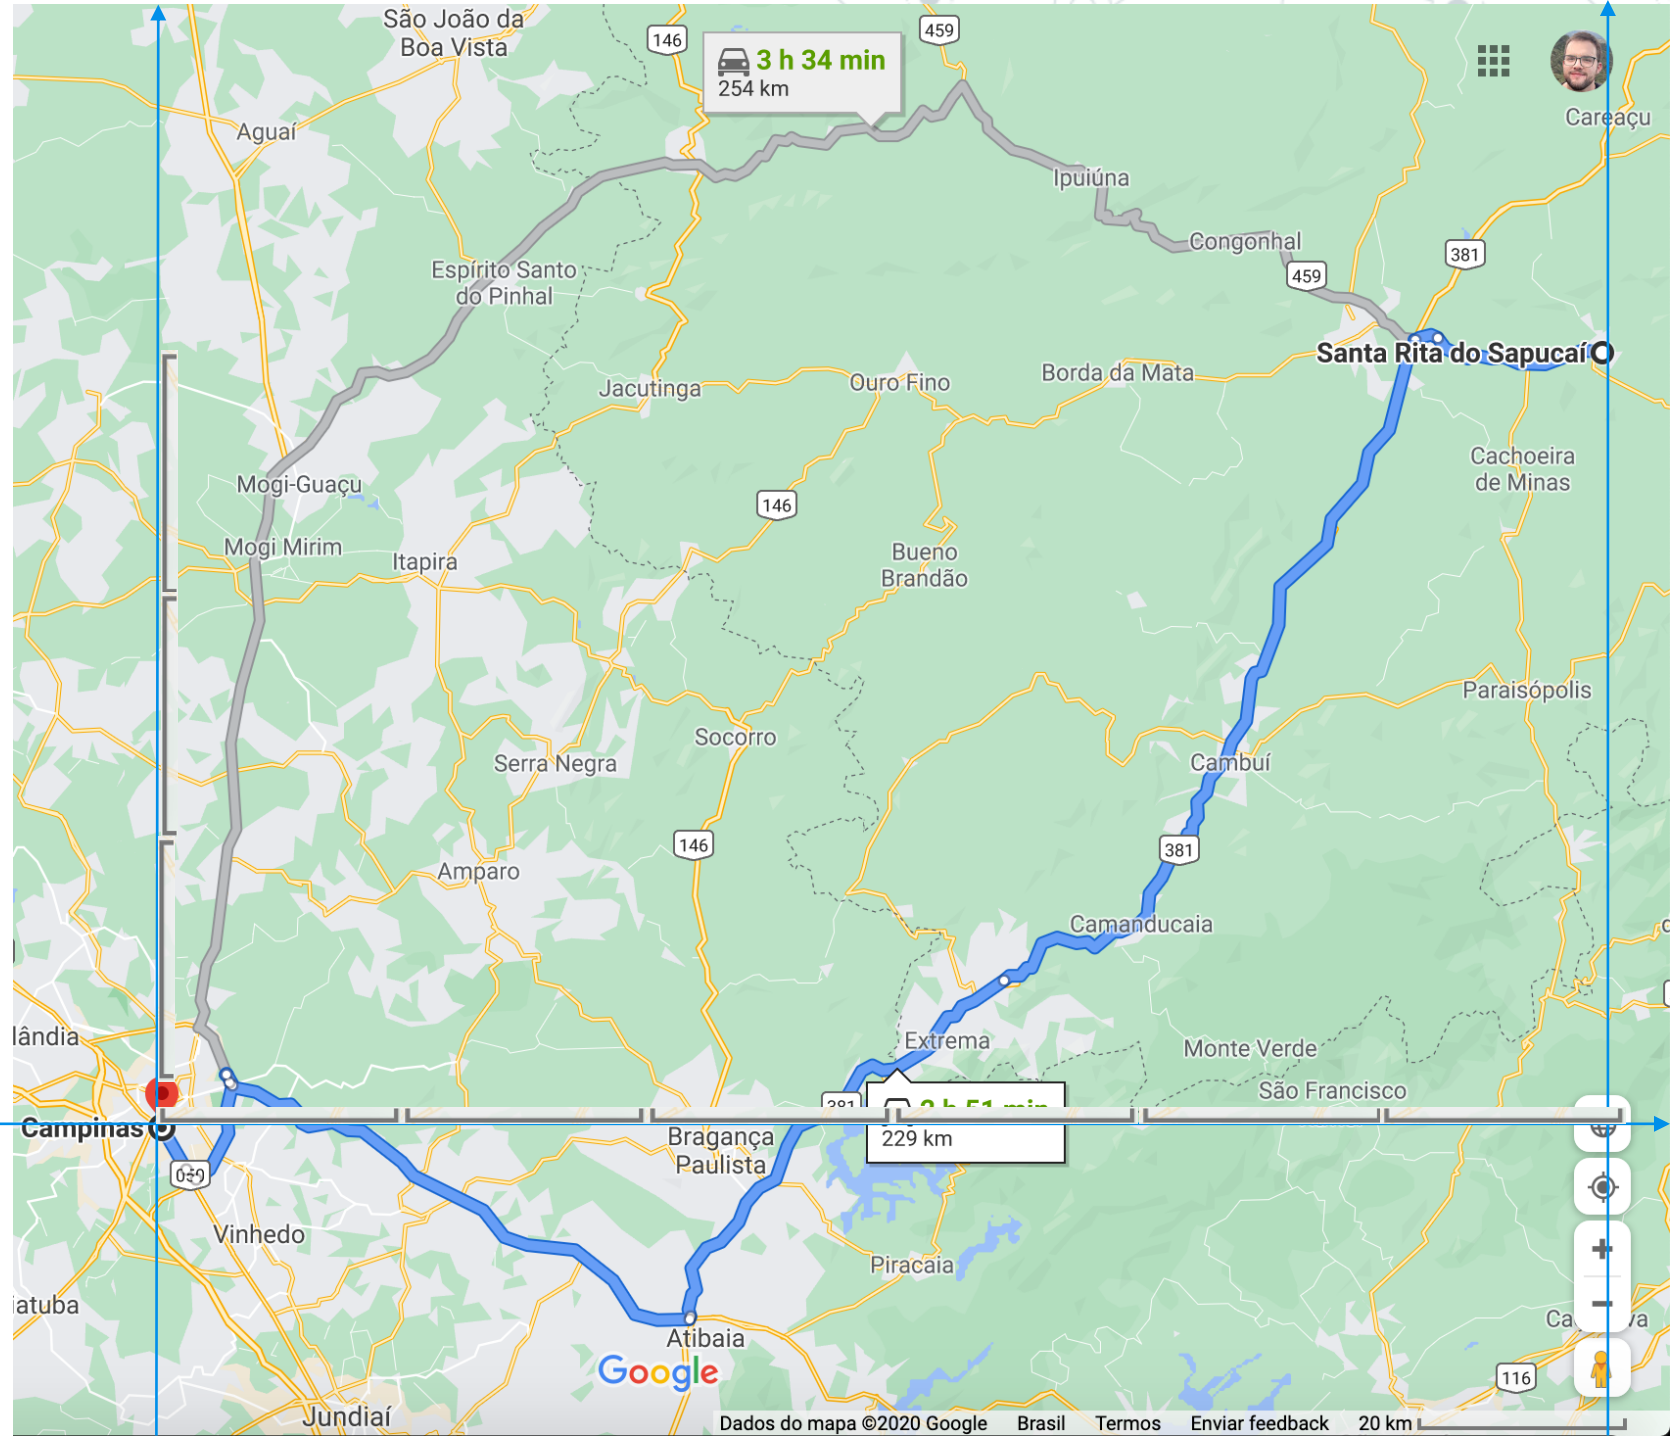 São João da
Boa Vista
146
3 h 34 min
254 km
459
Careaçu
Aguaí
Ipuiúna
Congonhal
381
459
Espírito Santo
do Pinhal
Santa Rita do Sapucaí
Jacutinga
Ouro Fino
Borda da Mata
Cachoeira
de Minas
Mogi-Guaçu
146
Mogi Mirim
Itapira
Bueno
Brandão
Paraisópolis
Socorro
Serra Negra
Cambuí
146
381
Amparo
Camanducaia
lândia
Extrema
Monte Verde
São Francisco
381
2 h 51 min
229 km
Campinas
Bragança
Paulista
Vinhedo
Piracaia
iatuba
Atibaia
Google
116
Jundiaí
Dados do mapa ©2020 Google Brasil Termos Enviar feedback 20 km